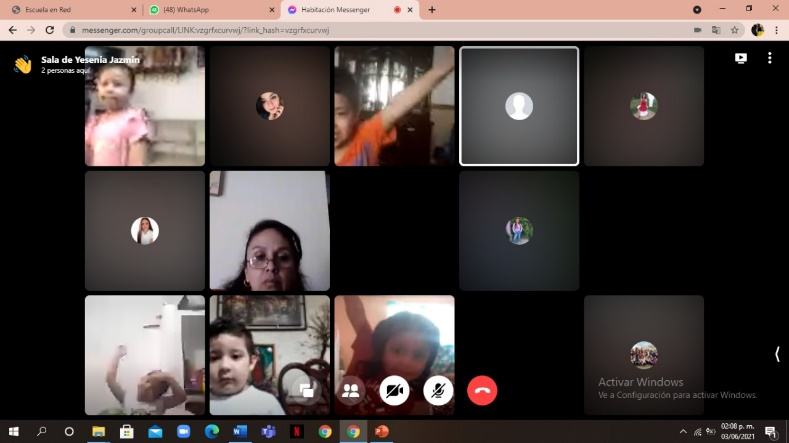 Escuela en Red
(48) WhatsApp
Habitación Messenger
messenger.com/groupcall/LINK:vzgrfxcurvwj/?link_hash=vzgrfxcurvwj
Sala de Yesenia Jazmín
2 personas aquí
Activar Windows
Ve a Configuración para activar Windows.
02:08 p. m.
03/06/2021